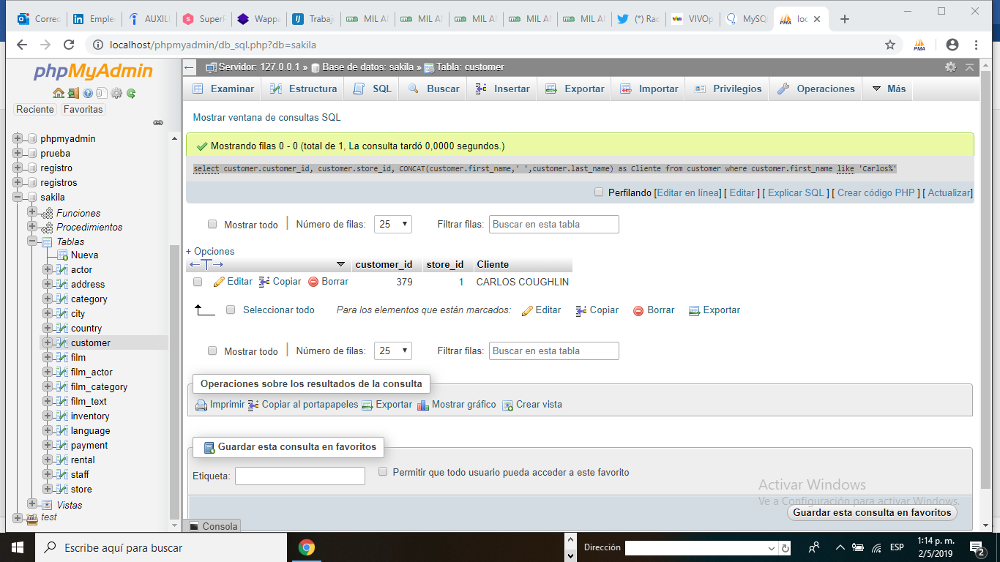 Correc
Emple
AUXILI
SuperF
Wappa
Trabajo
MIL AN
MIL AN
MIL AN
MIL AN
MIL AN
(*) Rac
VIVOp
MySQ
loc
localhost/phpmyadmin/db_sql.php?db=sakila
phpMyAdmin
Reciente Favoritas
phpmyadmin
prueba
registro
registros
sakila
Funciones
Procedimientos
Tablas
Nueva
actor
address
category
city
country
customer
film
film_actor
film_category
film_text
inventory
language
payment
rental
staff
store
Vistas
test
Servidor: 127.0.0.1 » Base de datos: sakila » Tabla: customer
Examinar Estructura SQL Buscar Insertar Exportar Importar Privilegios Operaciones Más
Mostrar ventana de consultas SQL
Mostrando filas 0 - 0 (total de 1, La consulta tardó 0,0000 segundos.)
select customer.customer_id, customer.store_id, CONCAT(customer.first_name,' ',customer.last_name) as Cliente from customer where customer.first_name like 'Carlos%'
Perfilando [Editar en línea] [ Editar ] [ Explicar SQL ] [ Crear código PHP ] [ Actualizar]
Mostrar todo | Número de filas: 25 Filtrar filas: Buscar en esta tabla
+ Opciones
←T→ customer_id store_id Cliente
Editar Copiar Borrar 379 1 CARLOS COUGHLIN
Seleccionar todo Para los elementos que están marcados: Editar Copiar Borrar Exportar
Mostrar todo | Número de filas: 25 Filtrar filas: Buscar en esta tabla
Operaciones sobre los resultados de la consulta
Imprimir Copiar al portapapeles Exportar Mostrar gráfico Crear vista
Guardar esta consulta en favoritos
Etiqueta: Permitir que todo usuario pueda acceder a este favorito
Activar Windows
Ve a Configuración para activar Windows.
Guardar esta consulta en favoritos
Consola
Escribe aquí para buscar
Dirección
ESP
1:14 p. m.
2/5/2019
2